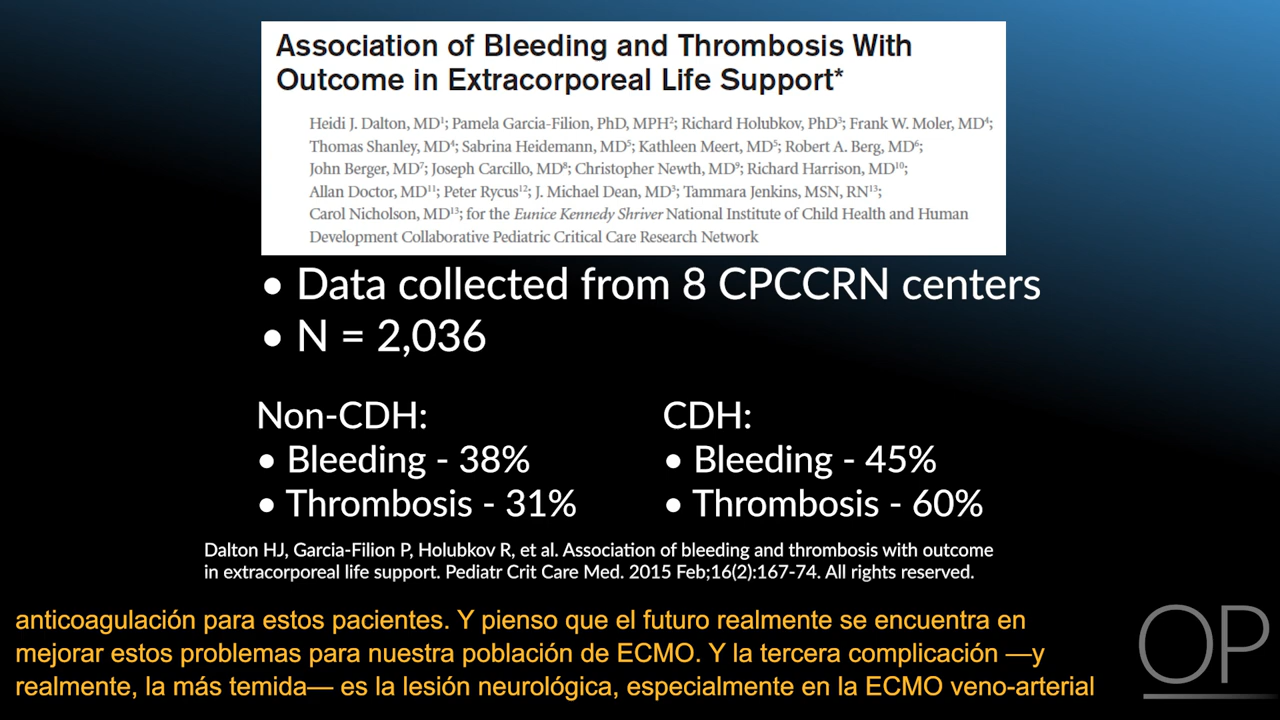 Association of Bleeding and Thrombosis With
Outcome in Extracorporeal Life Support*
Heidi J. Dalton, MD¹; Pamela Garcia-Filion, PhD, MPH²; Richard Holubkov, PhD³; Frank W. Moler, MD⁴;
Thomas Shanley, MD⁴; Sabrina Heidemann, MD⁵; Kathleen Meert, MD⁵; Robert A. Berg, MD⁶;
John Berger, MD⁷; Joseph Carcillo, MD⁸; Christopher Newth, MD⁹; Richard Harrison, MD¹⁰;
Allan Doctor, MD¹¹; Peter Rycus¹²; J. Michael Dean, MD³; Tammara Jenkins, MSN, RN¹³;
Carol Nicholson, MD¹³; for the Eunice Kennedy Shriver National Institute of Child Health and Human
Development Collaborative Pediatric Critical Care Research Network
• Data collected from 8 CPCCRN centers
• N = 2,036
Non-CDH:
• Bleeding - 38%
• Thrombosis - 31%
CDH:
• Bleeding - 45%
• Thrombosis - 60%
Dalton HJ, Garcia-Filion P, Holubkov R, et al. Association of bleeding and thrombosis with outcome
in extracorporeal life support. Pediatr Crit Care Med. 2015 Feb;16(2):167-74. All rights reserved.
anticoagulación para estos pacientes. Y pienso que el futuro realmente se encuentra en
mejorar estos problemas para nuestra población de ECMO. Y la tercera complicación —y
realmente, la más temida— es la lesión neurológica, especialmente en la ECMO veno-arterial
OP